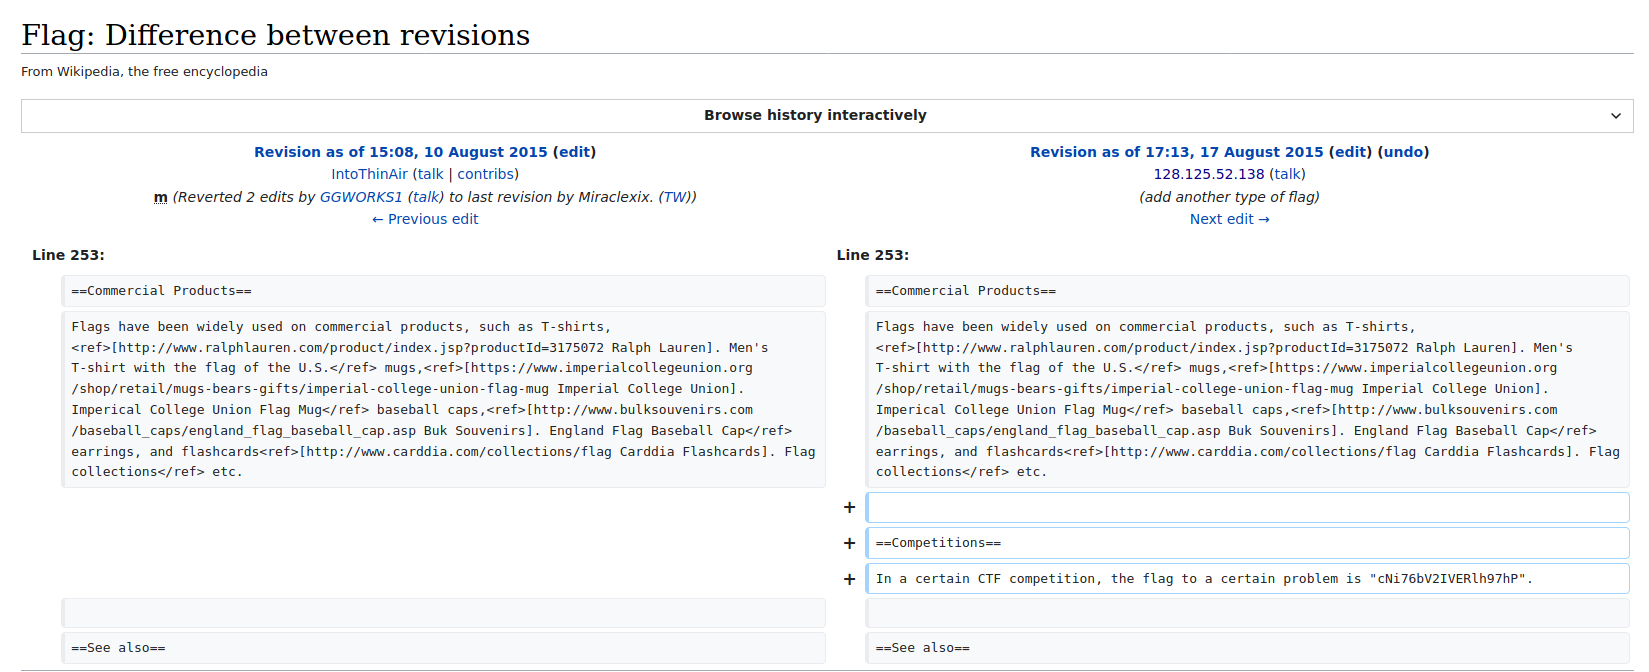 Flag: Difference between revisions
From Wikipedia, the free encyclopedia
Browse history interactively
Revision as of 15:08, 10 August 2015 (edit)
IntoThinAir (talk | contribs)
m (Reverted 2 edits by GGWORKS1 (talk) to last revision by Miraclexix. (TW))
← Previous edit
Revision as of 17:13, 17 August 2015 (edit) (undo)
128.125.52.138 (talk)
(add another type of flag)
Next edit →
Line 253:
==Commercial Products==
Flags have been widely used on commercial products, such as T-shirts,
<ref>[http://www.ralphlauren.com/product/index.jsp?productId=3175072 Ralph Lauren]. Men's
T-shirt with the flag of the U.S.</ref> mugs,<ref>[https://www.imperialcollegeunion.org
/shop/retail/mugs-bears-gifts/imperial-college-union-flag-mug Imperial College Union].
Imperical College Union Flag Mug</ref> baseball caps,<ref>[http://www.bulksouvenirs.com
/baseball_caps/england_flag_baseball_cap.asp Buk Souvenirs]. England Flag Baseball Cap</ref>
earrings, and flashcards<ref>[http://www.carddia.com/collections/flag Carddia Flashcards]. Flag
collections</ref> etc.
==See also==
Line 253:
==Commercial Products==
Flags have been widely used on commercial products, such as T-shirts,
<ref>[http://www.ralphlauren.com/product/index.jsp?productId=3175072 Ralph Lauren]. Men's
T-shirt with the flag of the U.S.</ref> mugs,<ref>[https://www.imperialcollegeunion.org
/shop/retail/mugs-bears-gifts/imperial-college-union-flag-mug Imperial College Union].
Imperical College Union Flag Mug</ref> baseball caps,<ref>[http://www.bulksouvenirs.com
/baseball_caps/england_flag_baseball_cap.asp Buk Souvenirs]. England Flag Baseball Cap</ref>
earrings, and flashcards<ref>[http://www.carddia.com/collections/flag Carddia Flashcards]. Flag
collections</ref> etc.
+
+ ==Competitions==
+ In a certain CTF competition, the flag to a certain problem is "cNi76bV2IVERlh97hP".
==See also==